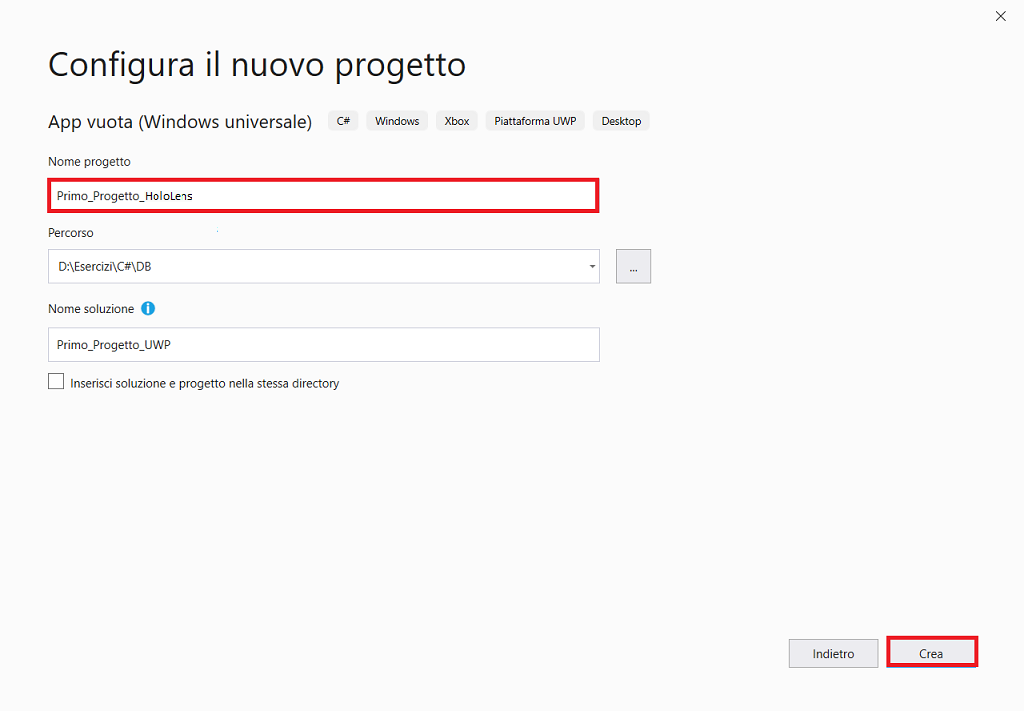 Configura il nuovo progetto
App vuota (Windows universale) C# Windows Xbox Piattaforma UWP Desktop
Nome progetto
Primo_Progetto_HoloLens
Percorso
D:\Esercizi\C#\DB
...
Nome soluzione
Primo_Progetto_UWP
Inserisci soluzione e progetto nella stessa directory
Indietro Crea